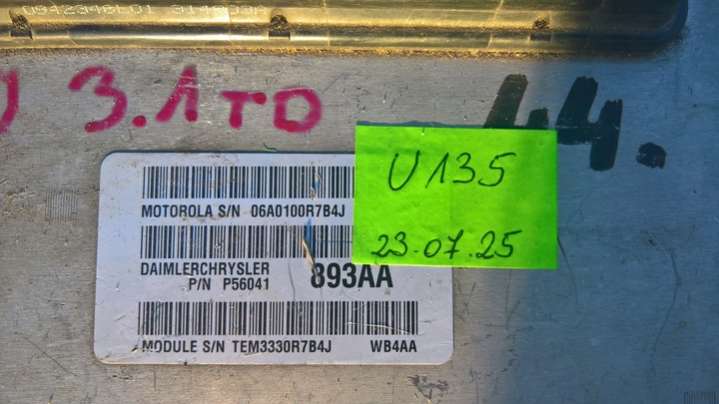 3.1TD
44.
U135
23.07.25
MOTOROLA S/N 06A0100R7B4J
DAIMLERCHRYSLER 893AA
P/N P56041
MODULE S/N TEM3330R7B4J WB4AA